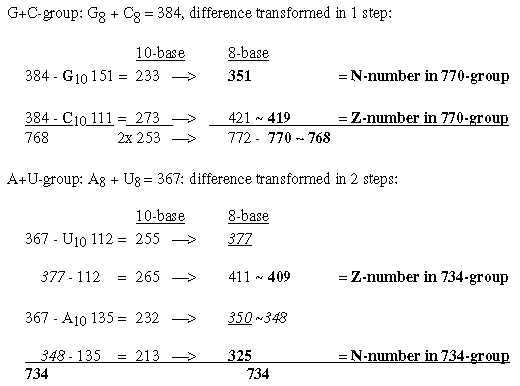 G+C-group: G8 + C8 = 384, difference transformed in 1 step:
10-base 8-base
384 - G10 151 = 233 —> 351 = N-number in 770-group
384 - C10 111 = 273 —> 421 ~ 419 = Z-number in 770-group
768 2x 253 —> 772 - 770 ~ 768
A+U-group: A8 + U8 = 367: difference transformed in 2 steps:
10-base 8-base
367 - U10 112 = 255 —> 377
377 - 112 = 265 —> 411 ~ 409 = Z-number in 734-group
367 - A10 135 = 232 —> 350 ~348
348 - 135 = 213 —> 325 = N-number in 734-group
734 734